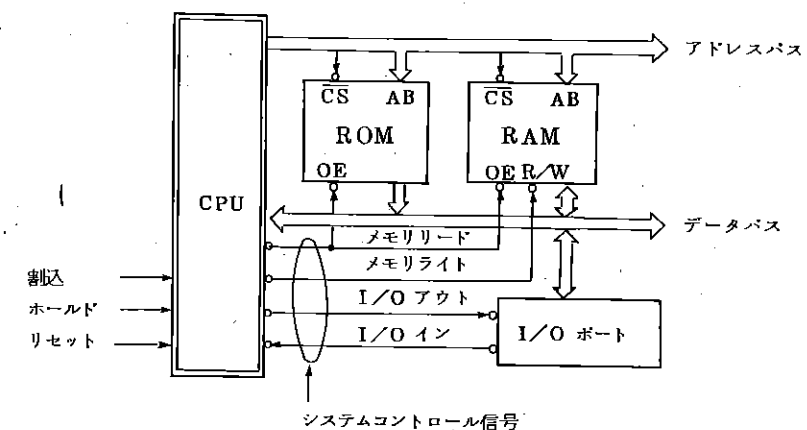 アドレスバス
CS AB
ROM
OE
CS AB
RAM
OE R/W
CPU
データバス
メモリリード
メモリライト
I/O アウト
I/O イン
I/O ポート
割込
ホールド
リセット
システムコントロール信号